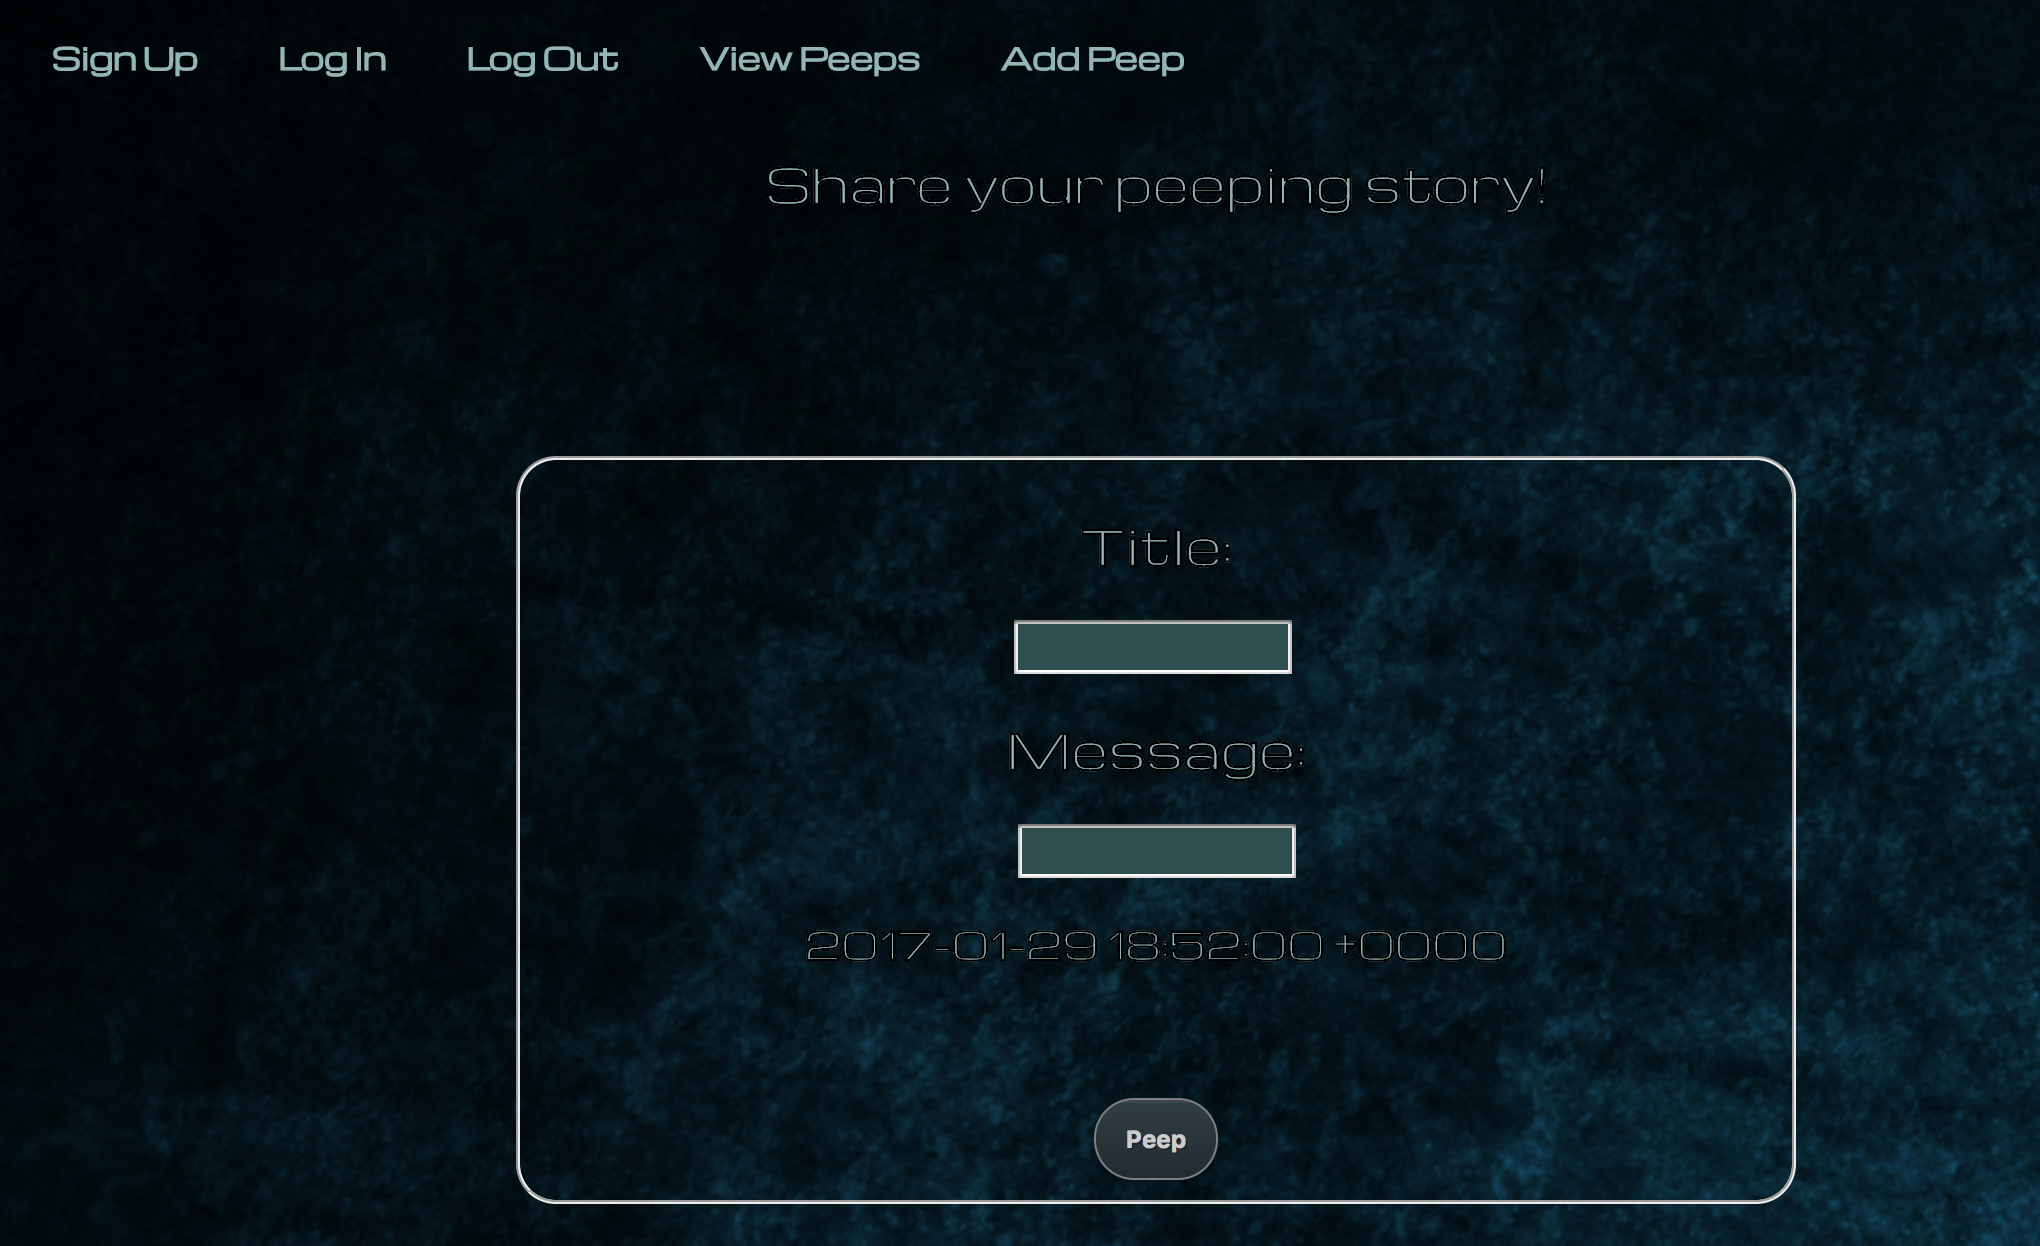 Sign Up Log In Log Out View Peeps Add Peep
Share your peeping story!
Title:
Message:
2017-01-29 18:52:00 +0000
Peep